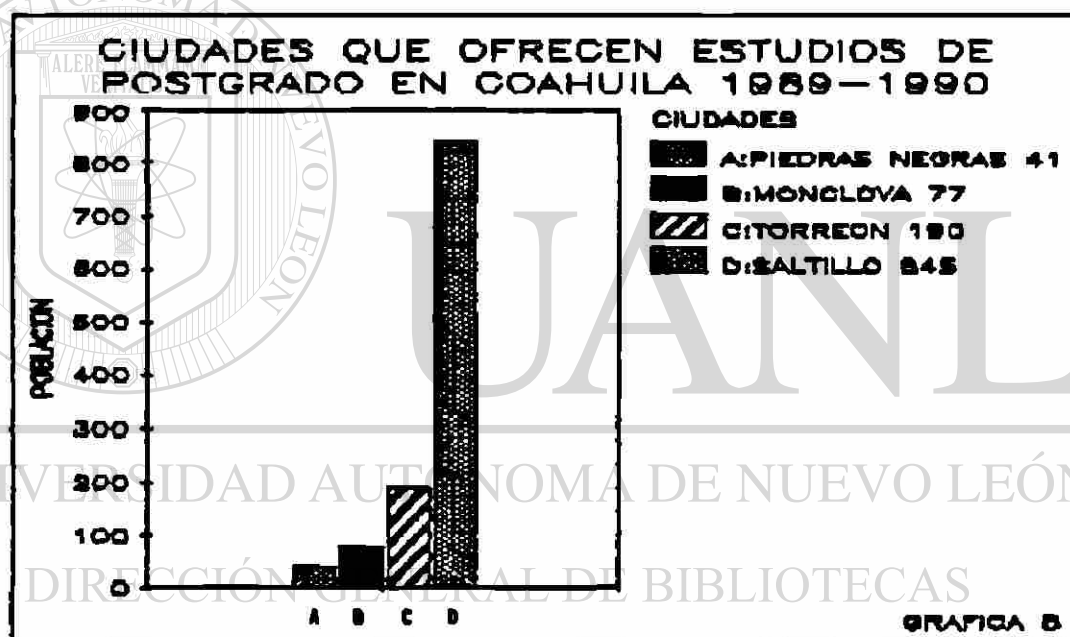 CIUDADES QUE OFRECEN ESTUDIOS DE
POSTGRADO EN COAHUILA 1989-1990
POBLACION
900
800
700
600
500
400
300
200
100
0
A B C D
CIUDADES
A:PIEDRAS NEGRAS 41
B:MONCLOVA 77
C:TORREON 190
D:SALTILLO 845
GRAFICA
UANL
UNIVERSIDAD AUTÓNOMA DE NUEVO LEÓN
DIRECCIÓN GENERAL DE BIBLIOTECAS